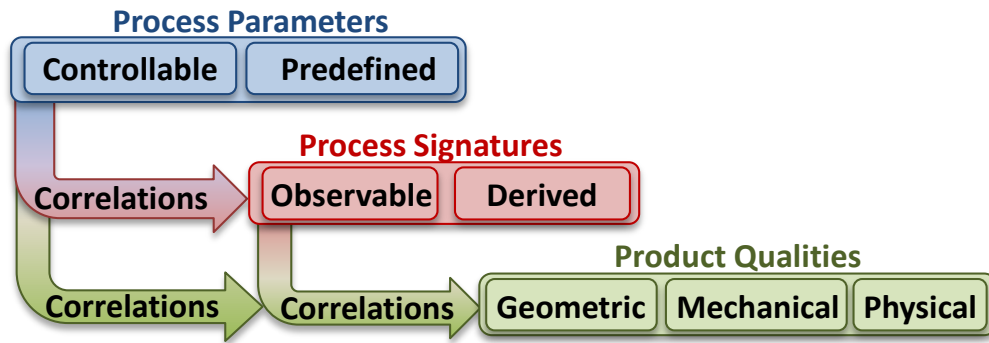 Process Parameters
Controllable Predefined
Process Signatures
Correlations Observable Derived
Product Qualities
Correlations Correlations Geometric Mechanical Physical